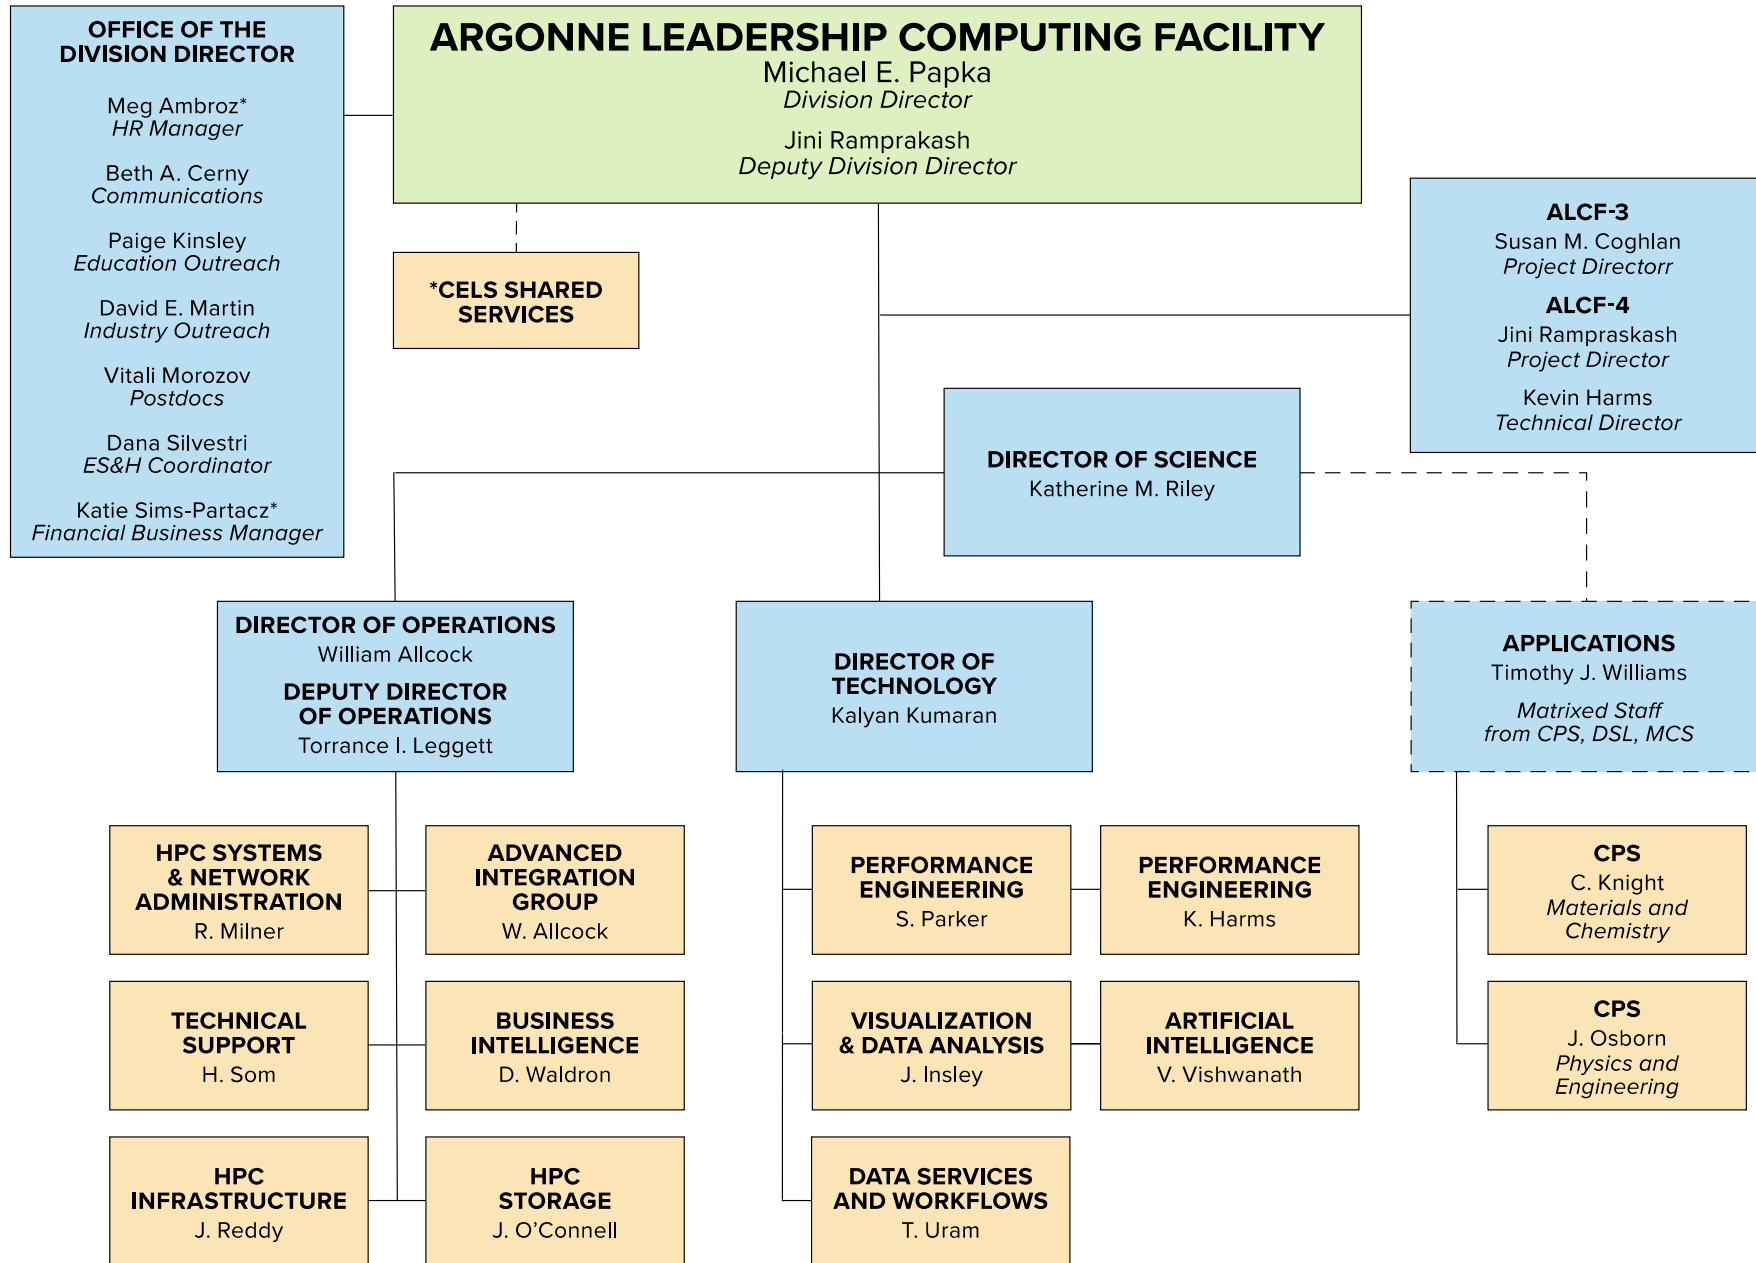 OFFICE OF THE
DIVISION DIRECTOR
Meg Ambroz*
HR Manager
Beth A. Cerny
Communications
Paige Kinsley
Education Outreach
David E. Martin
Industry Outreach
Vitali Morozov
Postdocs
Dana Silvestri
ES&H Coordinator
Katie Sims-Partacz*
Financial Business Manager
ARGONNE LEADERSHIP COMPUTING FACILITY
Michael E. Papka
Division Director
Jini Ramprakash
Deputy Division Director
*CELS SHARED
SERVICES
ALCF-3
Susan M. Coghlan
Project Directorr
ALCF-4
Jini Rampraskash
Project Director
Kevin Harms
Technical Director
DIRECTOR OF SCIENCE
Katherine M. Riley
DIRECTOR OF OPERATIONS
William Allcock
DEPUTY DIRECTOR
OF OPERATIONS
Torrance I. Leggett
DIRECTOR OF
TECHNOLOGY
Kalyan Kumaran
APPLICATIONS
Timothy J. Williams
Matrixed Staff
from CPS, DSL, MCS
HPC SYSTEMS
& NETWORK
ADMINISTRATION
R. Milner
ADVANCED
INTEGRATION
GROUP
W. Allcock
TECHNICAL
SUPPORT
H. Som
BUSINESS
INTELLIGENCE
D. Waldron
HPC
INFRASTRUCTURE
J. Reddy
HPC
STORAGE
J. O’Connell
PERFORMANCE
ENGINEERING
S. Parker
PERFORMANCE
ENGINEERING
K. Harms
VISUALIZATION
& DATA ANALYSIS
J. Insley
ARTIFICIAL
INTELLIGENCE
V. Vishwanath
DATA SERVICES
AND WORKFLOWS
T. Uram
CPS
C. Knight
Materials and
Chemistry
CPS
J. Osborn
Physics and
Engineering